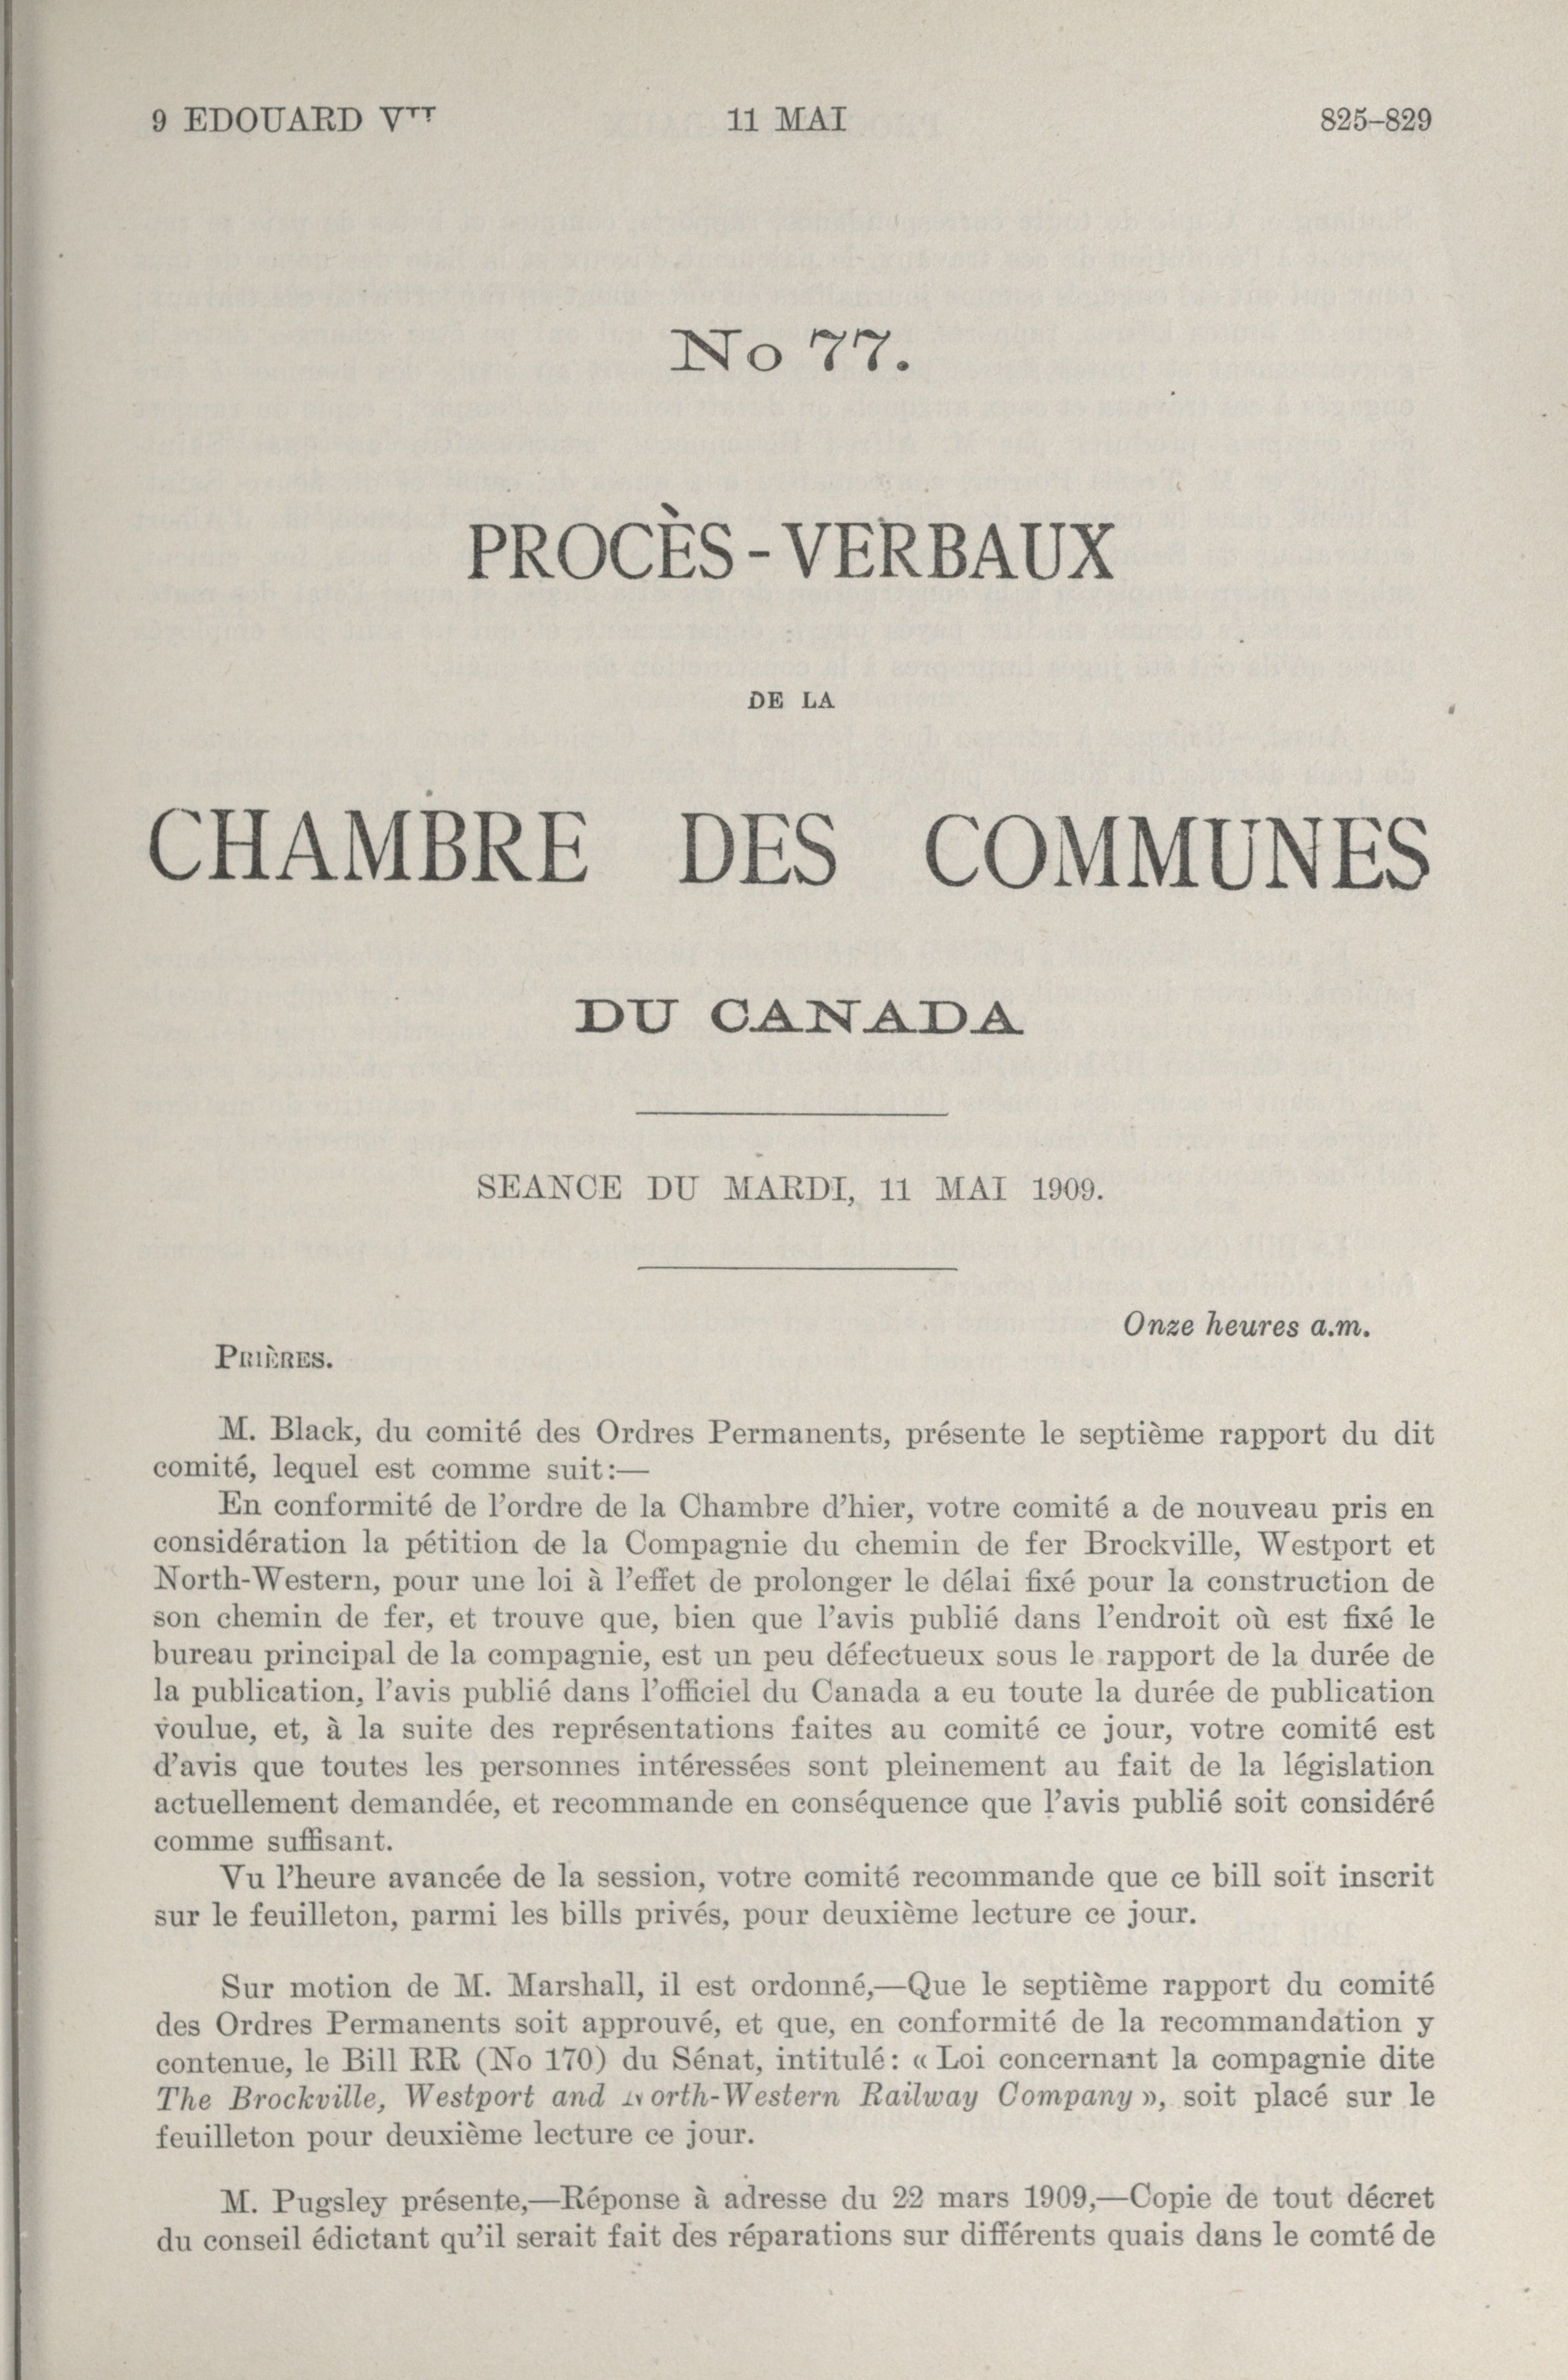 9 EDOUARD VII
11 MAI
825–829
No 77.
PROCÈS-VERBAUX
DE LA
CHAMBRE DES COMMUNES
DU CANADA
SEANCE DU MARDI, 11 MAI 1909.
Onze heures a.m.
PRIÈRES.
M. Black, du comité des Ordres Permanents, présente le septième rapport du dit
comité, lequel est comme suit:—
En conformité de l'ordre de la Chambre d'hier, votre comité a de nouveau pris en
considération la pétition de la Compagnie du chemin de fer Brockville, Westport et
North-Western, pour une loi à l'effet de prolonger le délai fixé pour la construction de
son chemin de fer, et trouve que, bien que l'avis publié dans l'endroit où est fixé le
bureau principal de la compagnie, est un peu défectueux sous le rapport de la durée de
la publication, l'avis publié dans l'officiel du Canada a eu toute la durée de publication
voulue, et, à la suite des représentations faites au comité ce jour, votre comité est
d'avis que toutes les personnes intéressées sont pleinement au fait de la législation
actuellement demandée, et recommande en conséquence que l'avis publié soit considéré
comme suffisant.
Vu l'heure avancée de la session, votre comité recommande que ce bill soit inscrit
sur le feuilleton, parmi les bills privés, pour deuxième lecture ce jour.
Sur motion de M. Marshall, il est ordonné,—Que le septième rapport du comité
des Ordres Permanents soit approuvé, et que, en conformité de la recommandation y
contenue, le Bill RR (No 170) du Sénat, intitulé: « Loi concernant la compagnie dite
The Brockville, Westport and North-Western Railway Company », soit placé sur le
feuilleton pour deuxième lecture ce jour.
M. Pugsley présente,—Réponse à adresse du 22 mars 1909,—Copie de tout décret
du conseil édictant qu'il serait fait des réparations sur différents quais dans le comté de